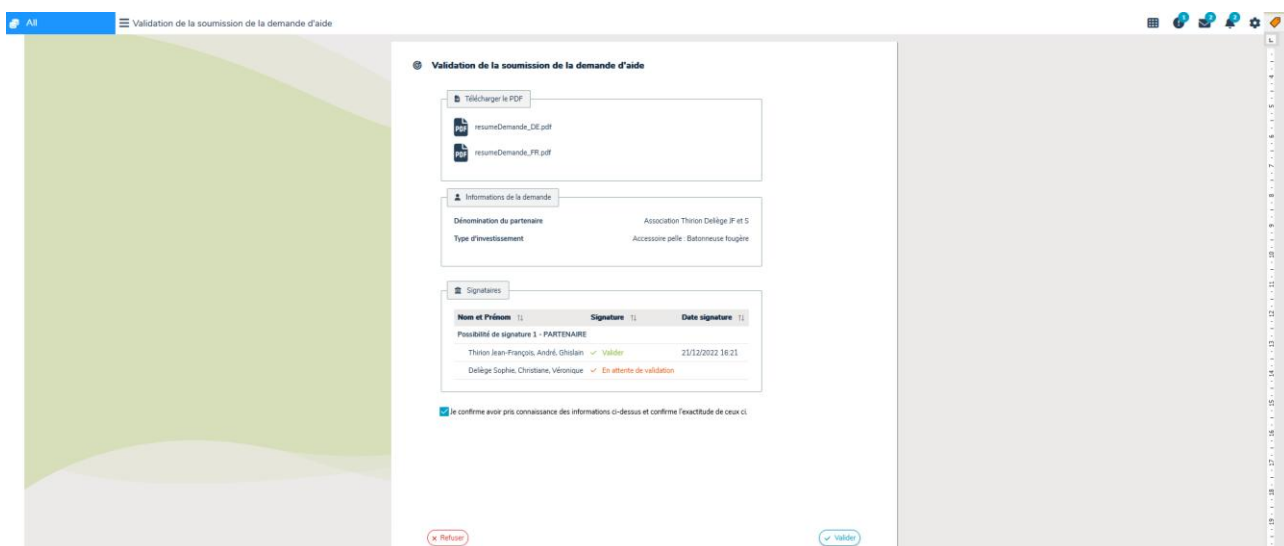 All
Validation de la soumission de la demande d'aide
Validation de la soumission de la demande d'aide
Télécharger le PDF
PDF resumeDemande_DE.pdf
PDF resumeDemande_FR.pdf
Informations de la demande
Dénomination du partenaire Association Thirion Deliège JF et S
Type d'investissement Accessoire pelle : Batonneuse fougère
Signataires
Nom et Prénom Signature Date signature
Possibilité de signature 1 - PARTENAIRE
Thirion Jean-François, André, Ghislain Valider 21/12/2022 16:21
Deliège Sophie, Christiane, Véronique En attente de validation
Je confirme avoir pris connaissance des informations ci-dessus et confirme l'exactitude de ceux ci.
Refuser Valider